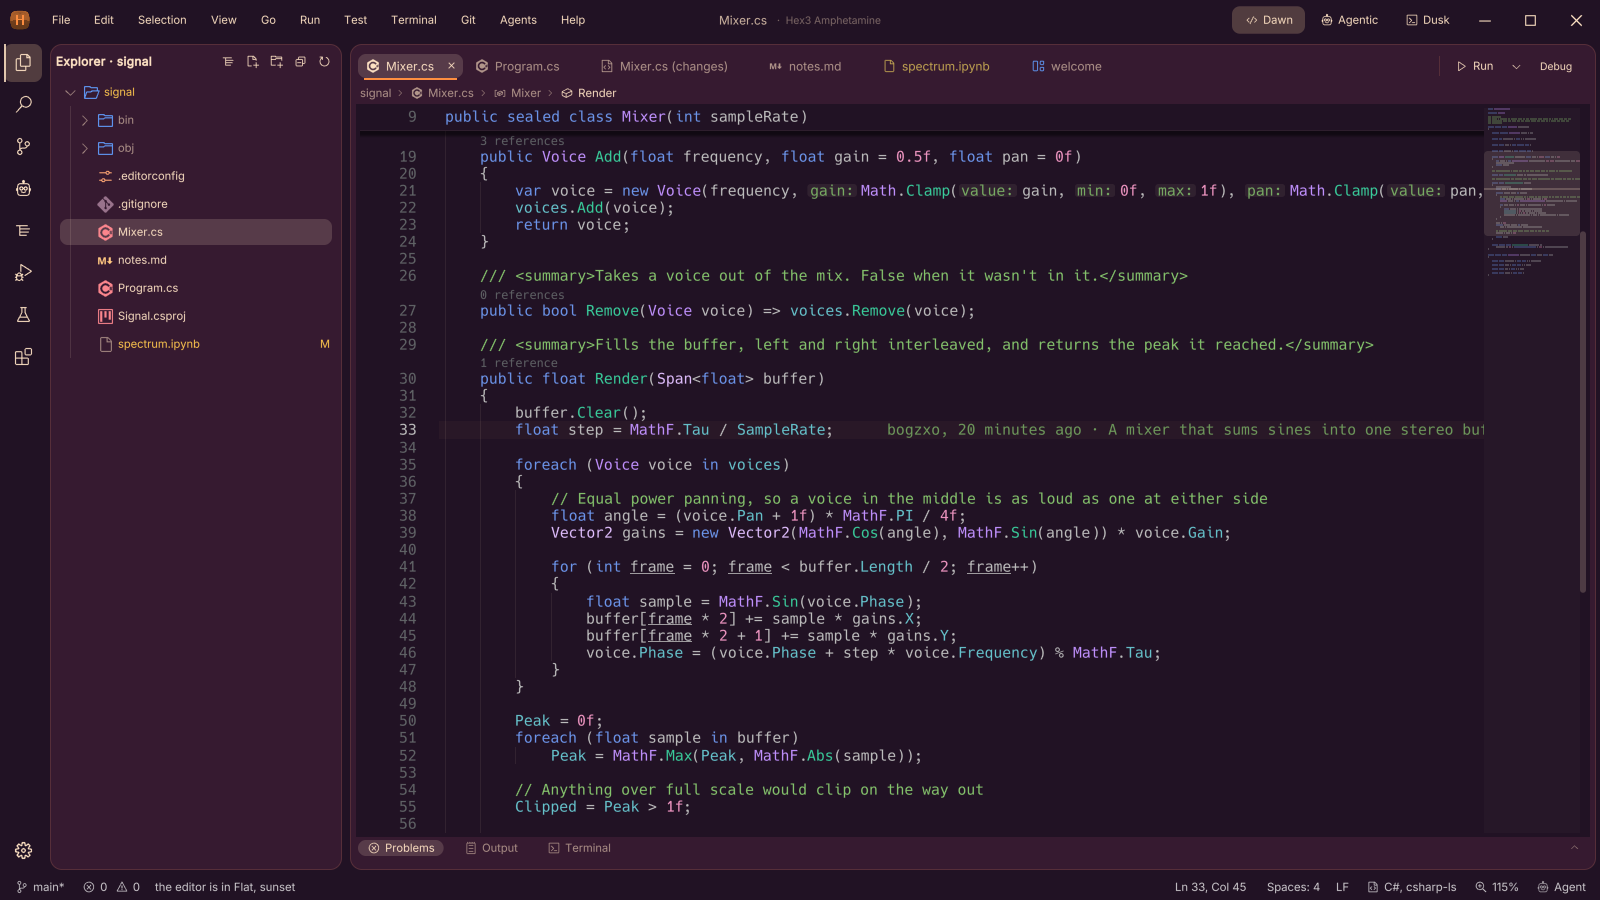 File Edit Selection View Go Run Test Terminal Git Agents Help
Mixer.cs · Hex3 Amphetamine
Dawn Agentic Dusk
Explorer · signal
signal
bin
obj
.editorconfig
.gitignore
Mixer.cs
notes.md
Program.cs
Signal.csproj
spectrum.ipynb M
Mixer.cs Program.cs Mixer.cs (changes) notes.md spectrum.ipynb welcome
Run Debug
signal Mixer.cs Mixer Render
9 public sealed class Mixer(int sampleRate)
3 references
19 public Voice Add(float frequency, float gain = 0.5f, float pan = 0f)
20 {
21 var voice = new Voice(frequency, gain: Math.Clamp(value: gain, min: 0f, max: 1f), pan: Math.Clamp(value: pan,
22 voices.Add(voice);
23 return voice;
24 }
25
26 /// <summary>Takes a voice out of the mix. False when it wasn't in it.</summary>
0 references
27 public bool Remove(Voice voice) => voices.Remove(voice);
28
29 /// <summary>Fills the buffer, left and right interleaved, and returns the peak it reached.</summary>
1 reference
30 public float Render(Span<float> buffer)
31 {
32 buffer.Clear();
33 float step = MathF.Tau / SampleRate; bogzxo, 20 minutes ago · A mixer that sums sines into one stereo buf
34
35 foreach (Voice voice in voices)
36 {
37 // Equal power panning, so a voice in the middle is as loud as one at either side
38 float angle = (voice.Pan + 1f) * MathF.PI / 4f;
39 Vector2 gains = new Vector2(MathF.Cos(angle), MathF.Sin(angle)) * voice.Gain;
40
41 for (int frame = 0; frame < buffer.Length / 2; frame++)
42 {
43 float sample = MathF.Sin(voice.Phase);
44 buffer[frame * 2] += sample * gains.X;
45 buffer[frame * 2 + 1] += sample * gains.Y;
46 voice.Phase = (voice.Phase + step * voice.Frequency) % MathF.Tau;
47 }
48 }
49
50 Peak = 0f;
51 foreach (float sample in buffer)
52 Peak = MathF.Max(Peak, MathF.Abs(sample));
53
54 // Anything over full scale would clip on the way out
55 Clipped = Peak > 1f;
56
Problems Output Terminal
main* 0 0 the editor is in Flat, sunset
Ln 33, Col 45 Spaces: 4 LF C#, csharp-ls 115% Agent